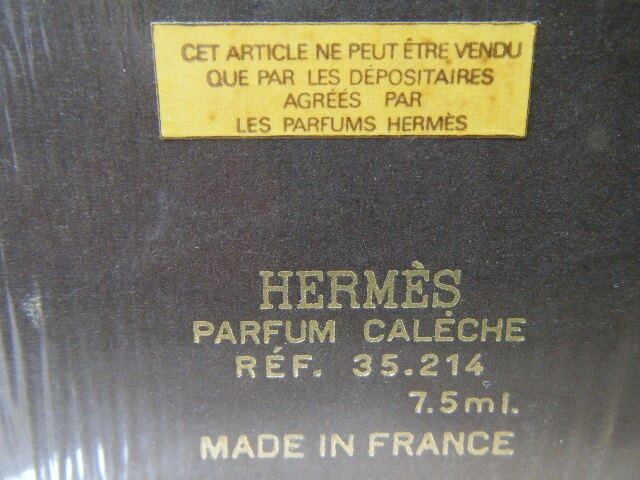 CET ARTICLE NE PEUT ÊTRE VENDU
QUE PAR LES DÉPOSITAIRES
AGRÉÉS PAR
LES PARFUMS HERMÈS
HERMÈS
PARFUM CALÈCHE
RÉF. 35.214
7.5ml.
MADE IN FRANCE